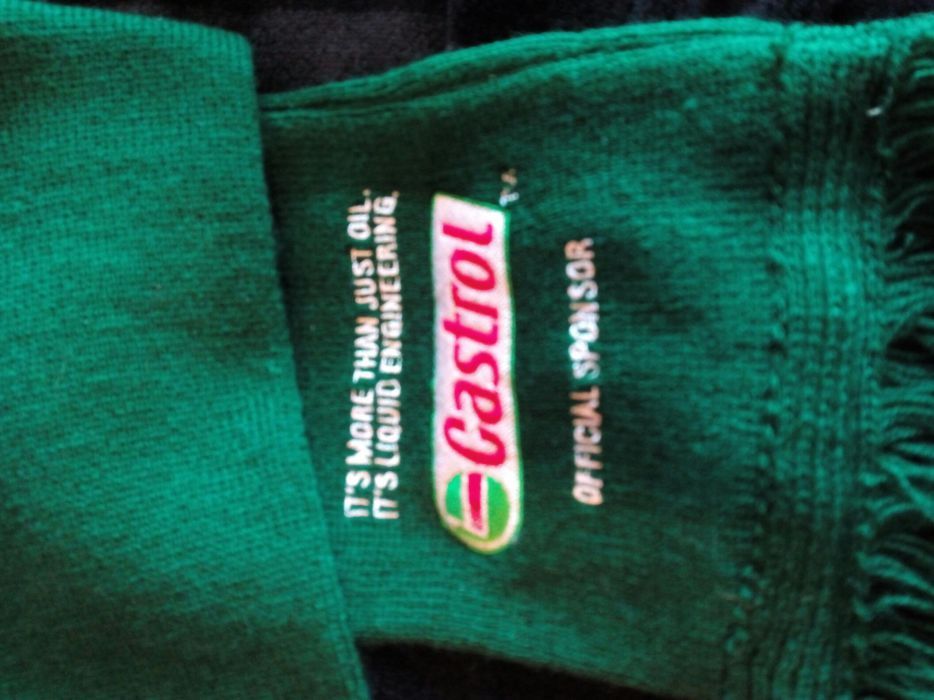 IT'S MORE THAN JUST OIL.
IT'S LIQUID ENGINEERING.
Castrol
OFFICIAL SPONSOR